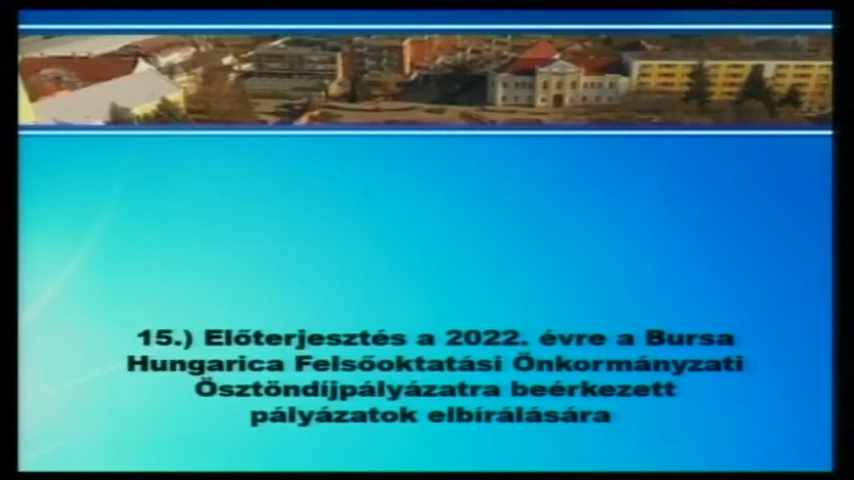 15.) Előterjesztés a 2022. évre a Bursa
Hungarica Felsőoktatási Önkormányzati
Ösztöndíjpályázatra beérkezett
pályázatok elbírálására